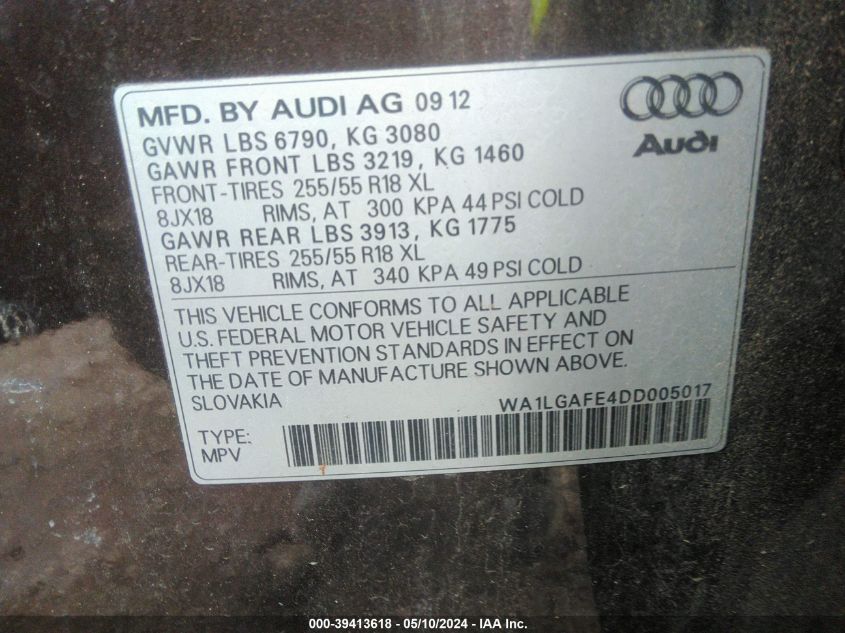 MFD. BY AUDI AG 09 12
GVWR LBS 6790, KG 3080
GAWR FRONT LBS 3219, KG 1460
FRONT-TIRES 255/55 R18 XL
8JX18 RIMS, AT 300 KPA 44 PSI COLD
GAWR REAR LBS 3913, KG 1775
REAR-TIRES 255/55 R18 XL
8JX18 RIMS, AT 340 KPA 49 PSI COLD
Audi
THIS VEHICLE CONFORMS TO ALL APPLICABLE
U.S. FEDERAL MOTOR VEHICLE SAFETY AND
THEFT PREVENTION STANDARDS IN EFFECT ON
THE DATE OF MANUFACTURE SHOWN ABOVE.
SLOVAKIA WA1LGAFE4DD005017
TYPE:
MPV
000-39413618 - 05/10/2024 - IAA Inc.